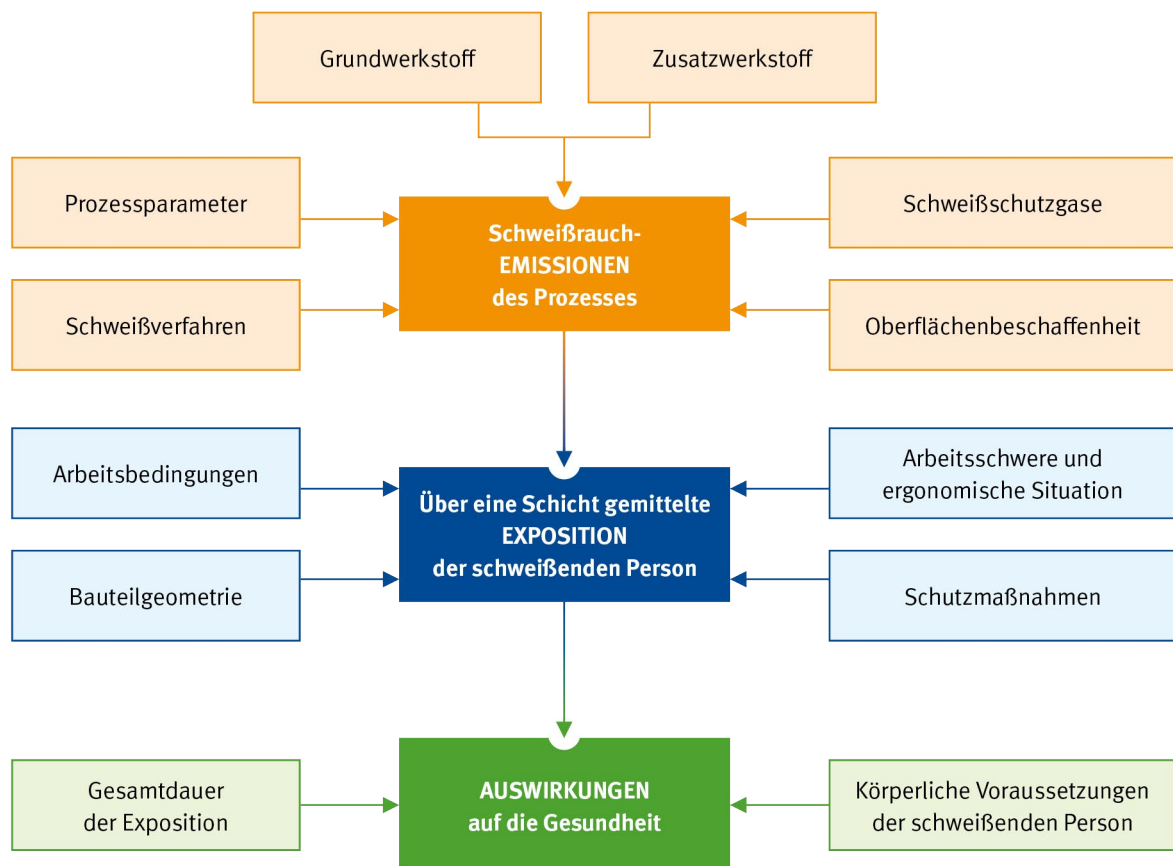 Grundwerkstoff
Zusatzwerkstoff
Prozessparameter
Schweißschutzgase
Schweißrauch-
EMISSIONEN
des Prozesses
Schweißverfahren
Oberflächenbeschaffenheit
Arbeitsbedingungen
Arbeitsschwere und
ergonomische Situation
Über eine Schicht gemittelte
EXPOSITION
der schweißenden Person
Bauteilgeometrie
Schutzmaßnahmen
Gesamtdauer
der Exposition
AUSWIRKUNGEN
auf die Gesundheit
Körperliche Voraussetzungen
der schweißenden Person